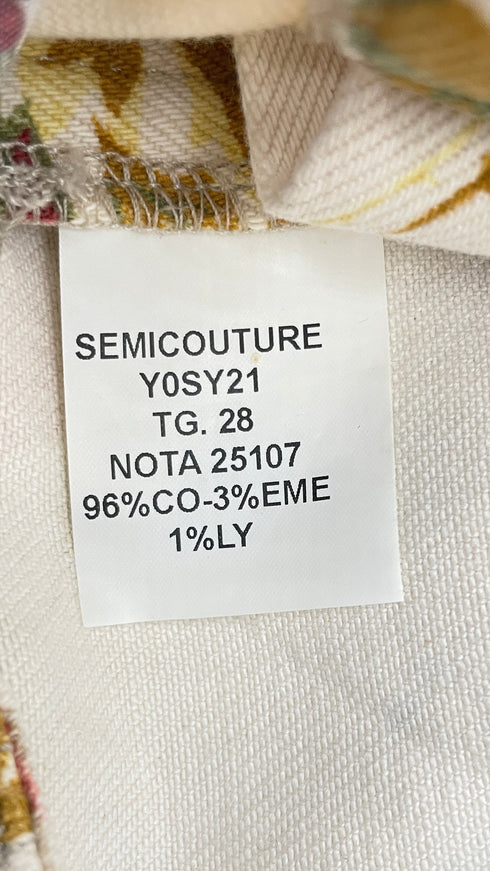 SEMICOUTURE
Y0SY21
TG. 28
NOTA 25107
96%CO-3%EME
1%LY